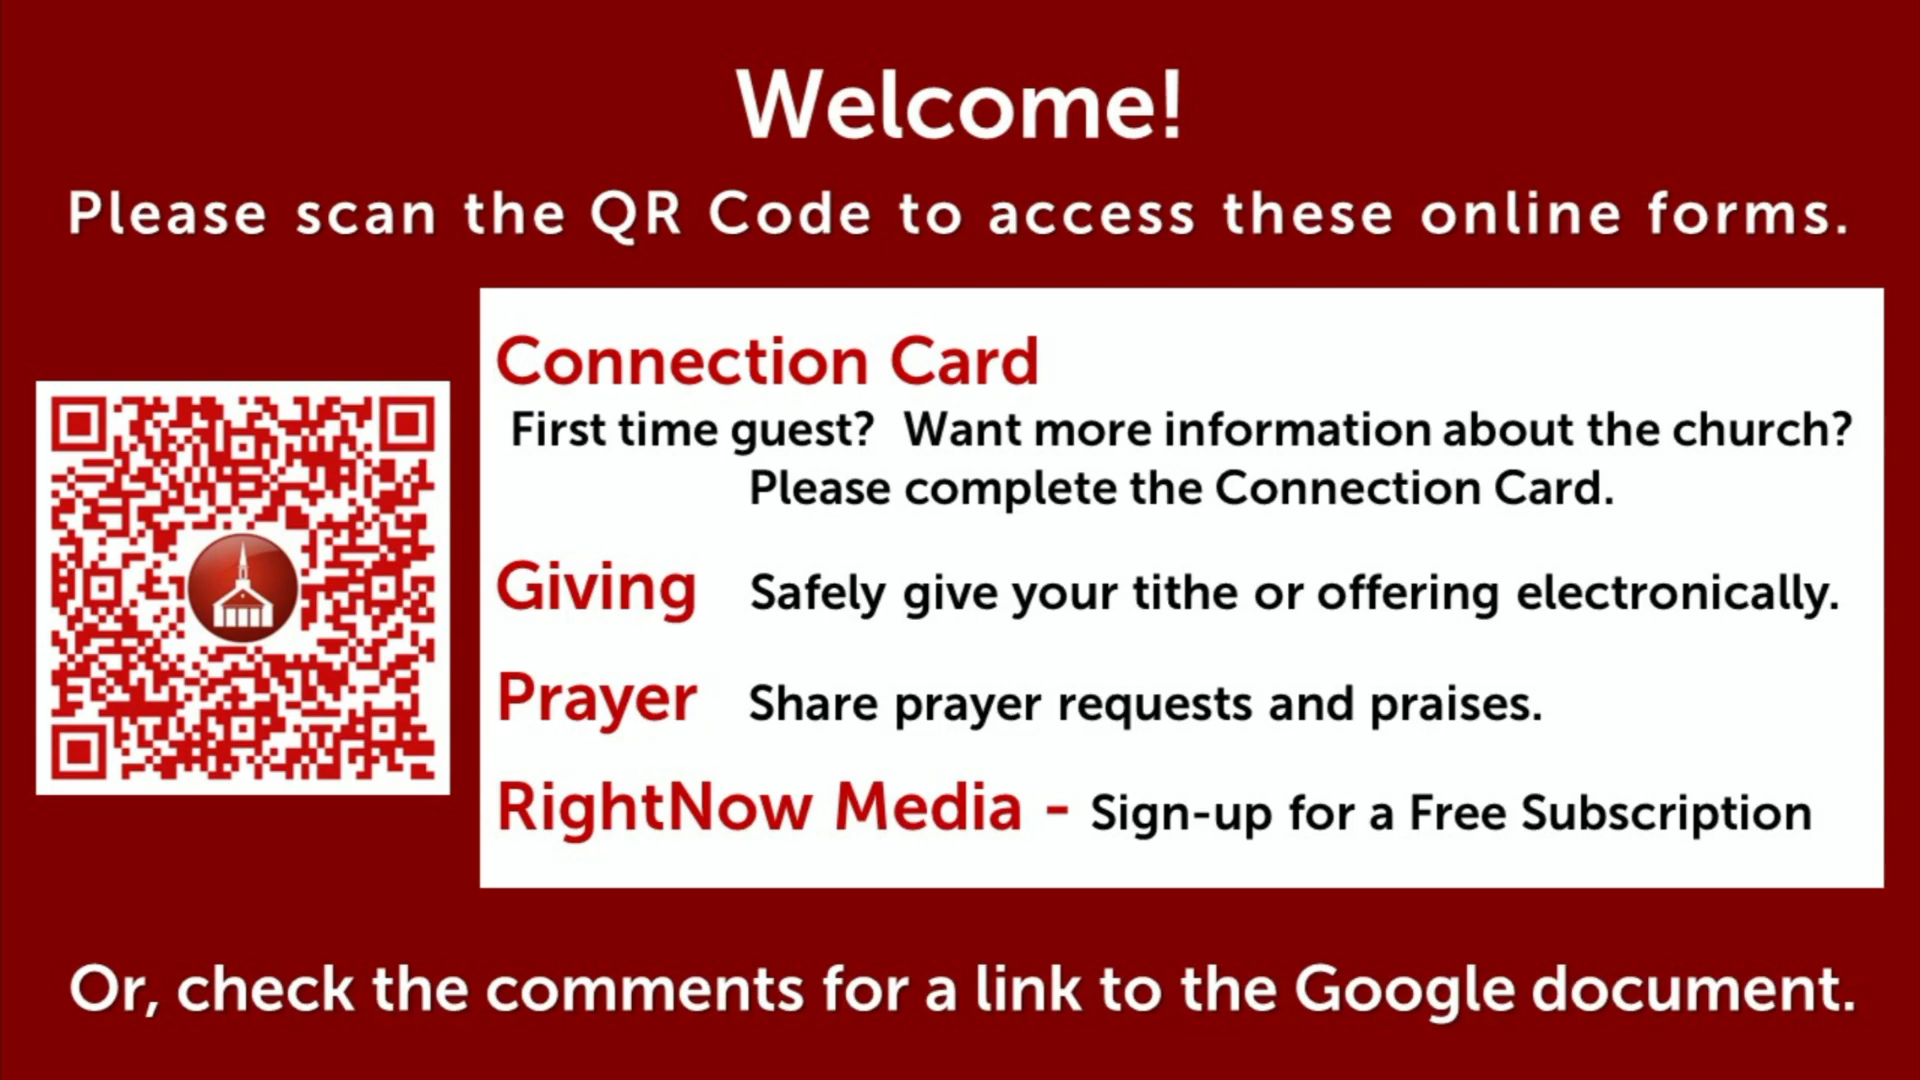 Welcome!
Please scan the QR Code to access these online forms.
Connection Card
First time guest? Want more information about the church?
Please complete the Connection Card.
Giving Safely give your tithe or offering electronically.
Prayer Share prayer requests and praises.
RightNow Media - Sign-up for a Free Subscription
Or, check the comments for a link to the Google document.